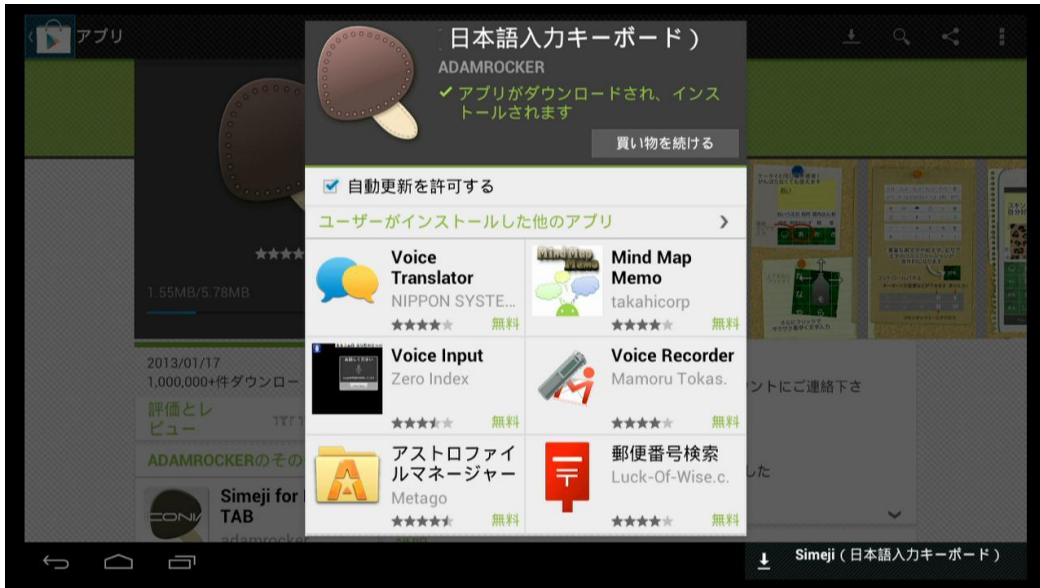 アプリ
日本語入力キーボード）
ADAMROCKER
アプリがダウンロードされ、インス
トールされます
買い物を続ける
自動更新を許可する
ユーザーがインストールした他のアプリ
Voice
Translator
NIPPON SYSTE...
無料
Mind Map
Memo
takahicorp
無料
Voice Input
Zero Index
無料
Voice Recorder
Mamoru Tokas.
無料
アストロファイ
ルマネージャー
Metago
無料
郵便番号検索
Luck-Of-Wise.c.
無料
1.55MB/5.78MB
2013/01/17
1,000,000+件ダウンロー
評価とレ
ビュー
ADAMROCKERのその
Simeji for
TAB
adamrocker
ントにご連絡下さ
した
Simeji（日本語入力キーボード）